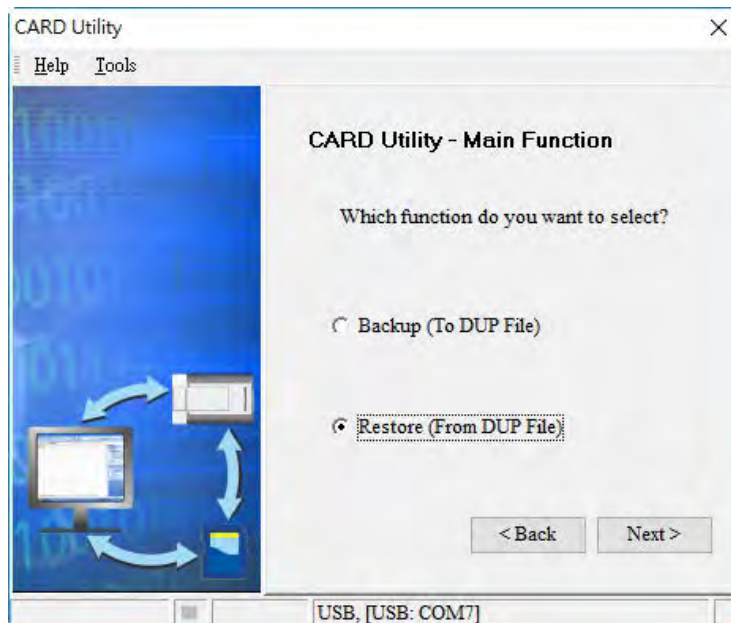 CARD Utility
Help Tools
CARD Utility - Main Function
Which function do you want to select?
Backup (To DUP File)
Restore (From DUP File)
< Back Next >
USB, [USB: COM7]